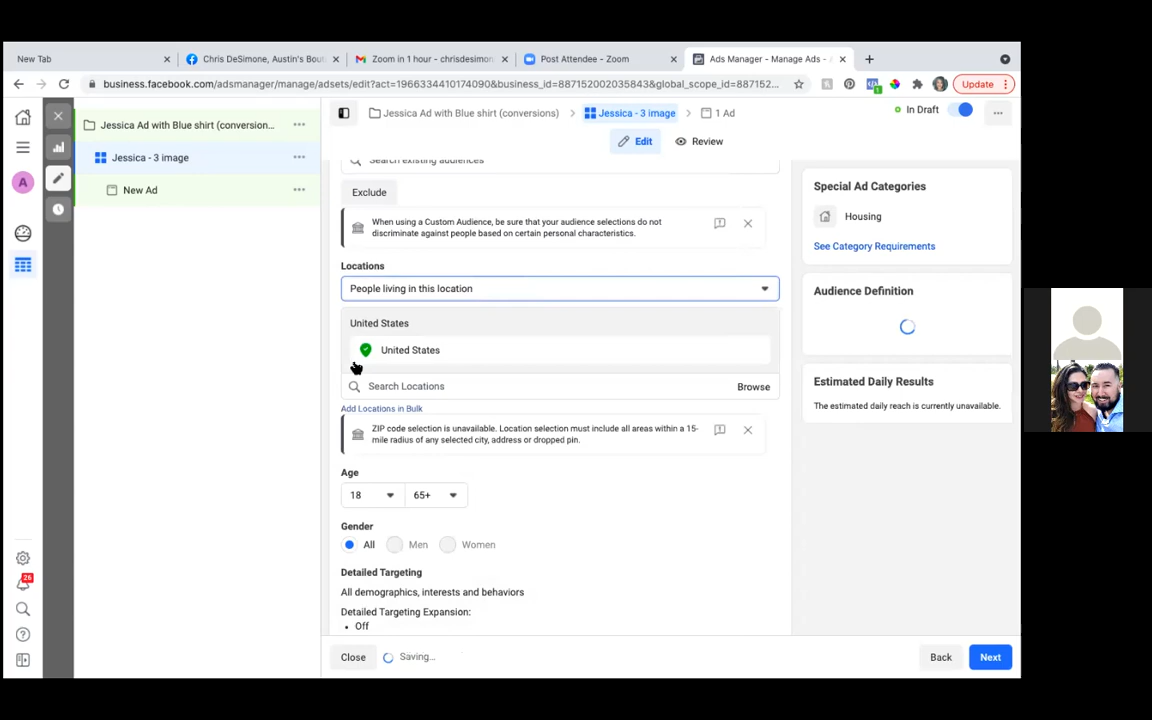 New Tab
Chris DeSimone, Austin's Bout
Zoom in 1 hour - chrisdesimon
Post Attendee - Zoom
Ads Manager - Manage Ads -
business.facebook.com/adsmanager/manage/adsets/edit?act=1966334410174090&business_id=887152002035843&global_scope_id=887152...
Update
Jessica Ad with Blue shirt (conversion...
Jessica - 3 image
New Ad
A
26
Jessica Ad with Blue shirt (conversions)
Jessica - 3 image
1 Ad
In Draft
Edit
Review
Search existing audiences
Exclude
When using a Custom Audience, be sure that your audience selections do not
discriminate against people based on certain personal characteristics.
Locations
People living in this location
United States
United States
Search Locations
Browse
Add Locations in Bulk
ZIP code selection is unavailable. Location selection must include all areas within a 15-
mile radius of any selected city, address or dropped pin.
Age
18
65+
Gender
All
Men
Women
Detailed Targeting
All demographics, interests and behaviors
Detailed Targeting Expansion:
• Off
Close
Saving...
Back
Next
Special Ad Categories
Housing
See Category Requirements
Audience Definition
Estimated Daily Results
The estimated daily reach is currently unavailable.